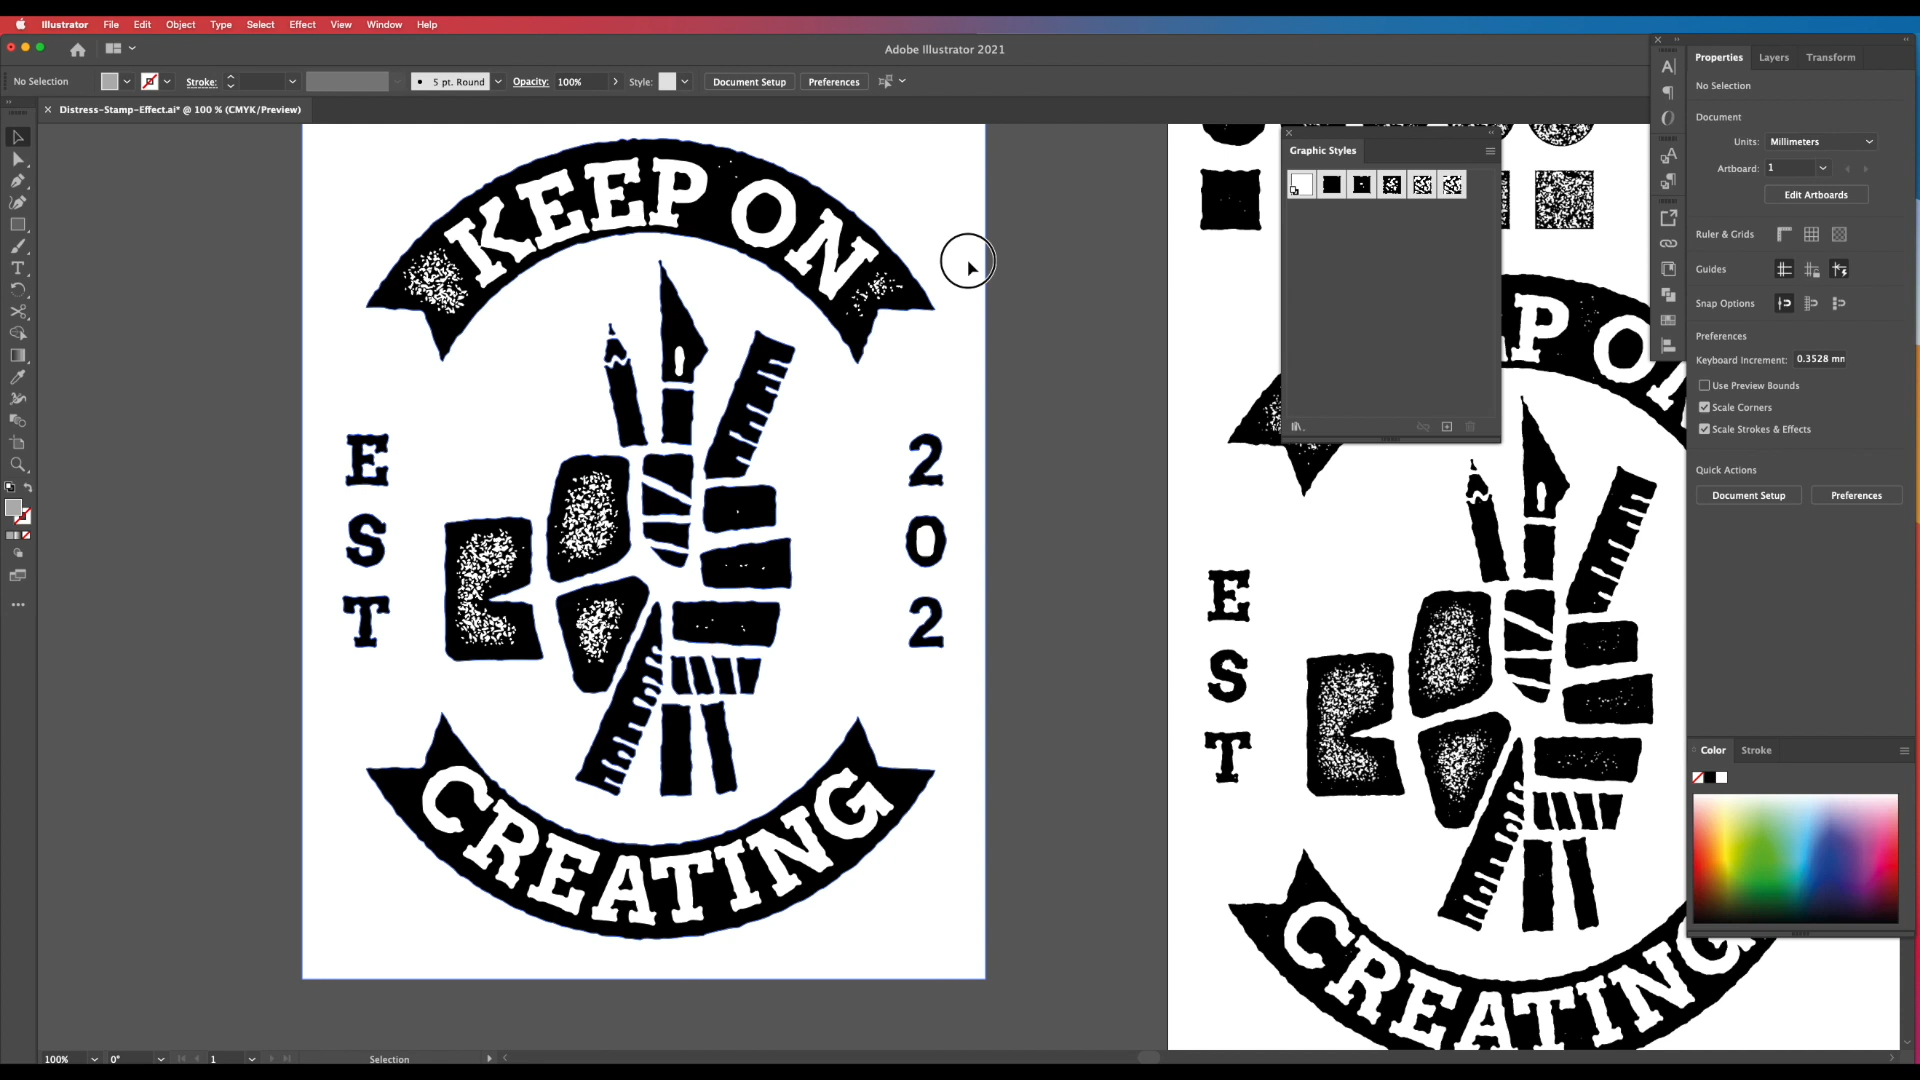 Illustrator File Edit Object Type Select Effect View Window Help
Adobe Illustrator 2021
No Selection Stroke: 5 pt. Round Opacity: 100% Style: Document Setup Preferences
Distress-Stamp-Effect.ai* @ 100 % (CMYK/Preview)
KEEP ON
E
S
T
2
0
2
CREATING
Graphic Styles
P ON
E
S
T
CREATING
Properties Layers Transform
No Selection
Document
Units: Millimeters
Artboard: 1
Edit Artboards
Ruler & Grids
Guides
Snap Options
Preferences
Keyboard Increment: 0.3528 mm
Use Preview Bounds
Scale Corners
Scale Strokes & Effects
Quick Actions
Document Setup Preferences
Color Stroke
100% 0° 1 Selection